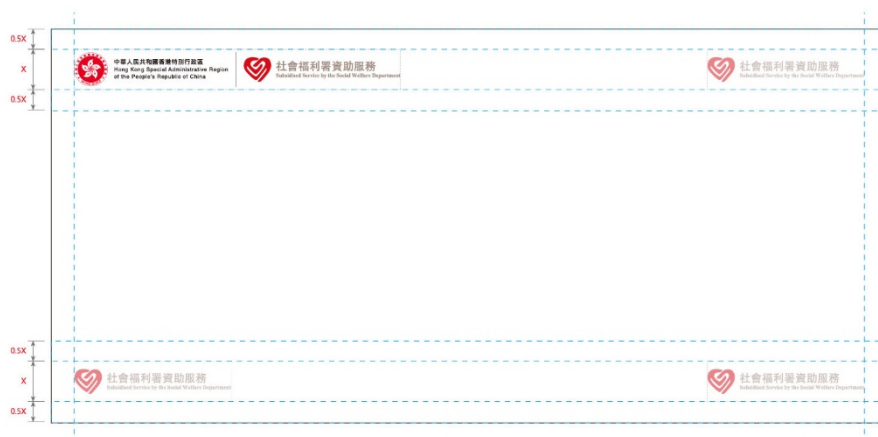 0.5X
X
0.5X
中華人民共和國香港特別行政區
Hong Kong Special Administrative Region
of the People's Republic of China
社會福利署資助服務
Subsidised Service by the Social Welfare Department
社會福利署資助服務
Subsidised Service by the Social Welfare Department
0.5X
X
0.5X
社會福利署資助服務
Subsidised Service by the Social Welfare Department
社會福利署資助服務
Subsidised Service by the Social Welfare Department